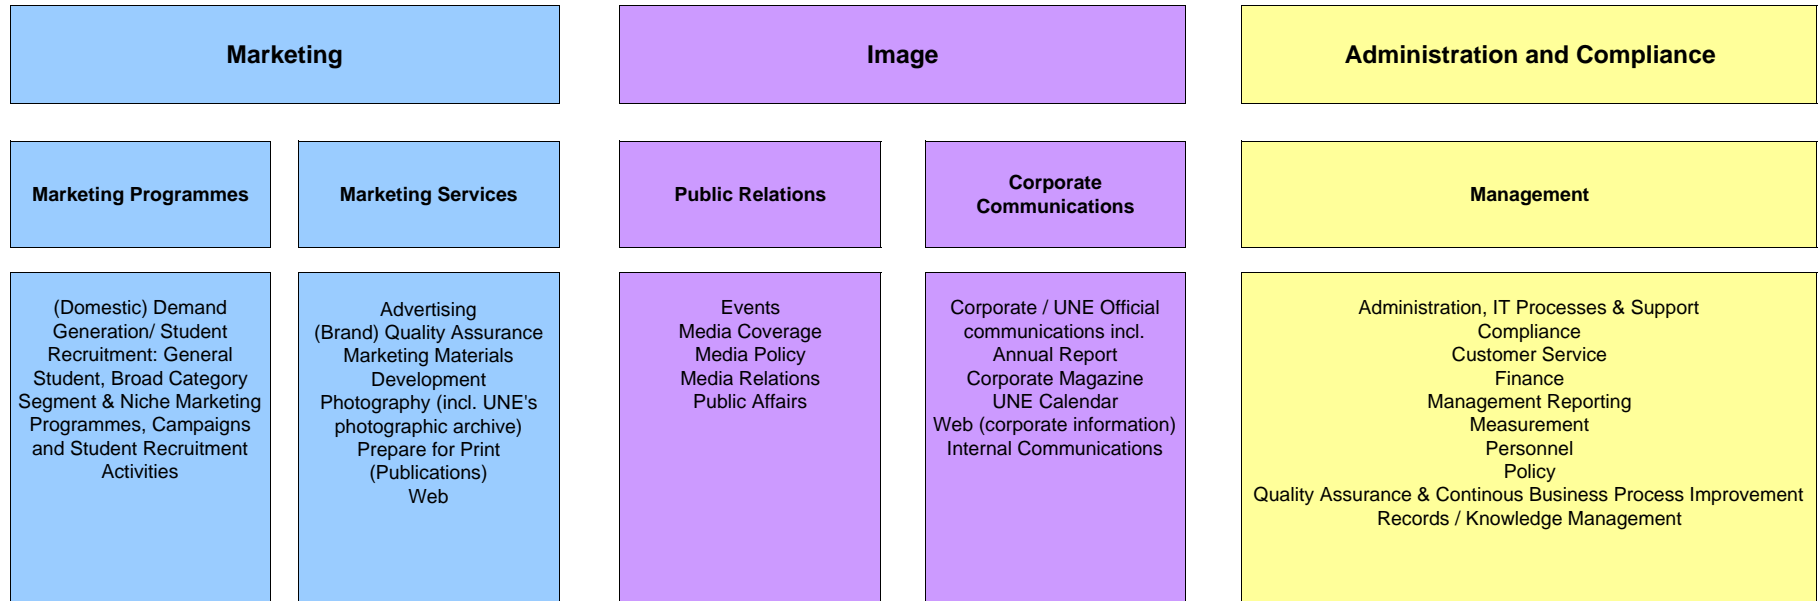 Marketing
Image
Administration and Compliance
Marketing Programmes
Marketing Services
Public Relations
Corporate
Communications
Management
(Domestic) Demand
Generation/ Student
Recruitment: General
Student, Broad Category
Segment & Niche Marketing
Programmes, Campaigns
and Student Recruitment
Activities
Advertising
(Brand) Quality Assurance
Marketing Materials
Development
Photography (incl. UNE's
photographic archive)
Prepare for Print
(Publications)
Web
Events
Media Coverage
Media Policy
Media Relations
Public Affairs
Corporate / UNE Official
communications incl.
Annual Report
Corporate Magazine
UNE Calendar
Web (corporate information)
Internal Communications
Administration, IT Processes & Support
Compliance
Customer Service
Finance
Management Reporting
Measurement
Personnel
Policy
Quality Assurance & Continous Business Process Improvement
Records / Knowledge Management